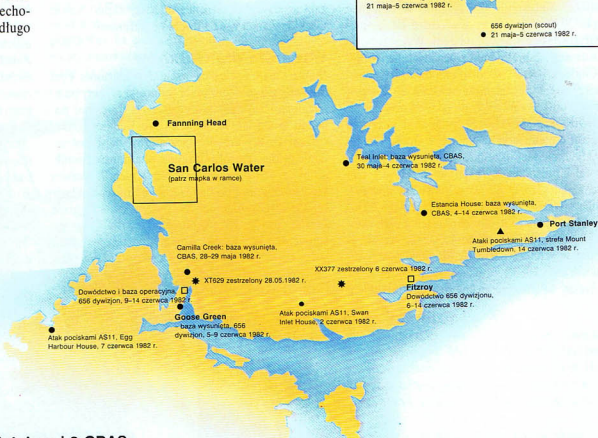 echo-
długo
21 maja–5 czerwca 1982 r.
656 dywizjon (scout)
21 maja–5 czerwca 1982 r.
Fannning Head
San Carlos Water
(patrz mapka w ramce)
Teal Inlet: baza wysunięta, CBAS,
30 maja–4 czerwca 1982 r.
Estancia House: baza wysunięta,
CBAS, 4–14 czerwca 1982 r.
Port Stanley
Ataki pociskami AS11, strefa Mount
Tumbledown, 14 czerwca 1982 r.
Camilla Creek: baza wysunięta,
CBAS, 28–29 maja 1982 r.
XT629 zestrzelony 28.05.1982 r.
XX377 zestrzelony 6 czerwca 1982 r.
Dowództwo i baza operacyjna,
656 dywizjon, 9–14 czerwca 1982 r.
Fitzroy
Dowództwo 656 dywizjonu,
6–14 czerwca 1982 r.
Goose Green
baza wysunięta, 656
dywizjon, 5–9 czerwca 1982 r.
Atak pociskami AS11, Swan
Inlet House, 2 czerwca 1982 r.
Atak pociskami AS11, Egg
Harbour House, 7 czerwca 1982 r.
CBAS